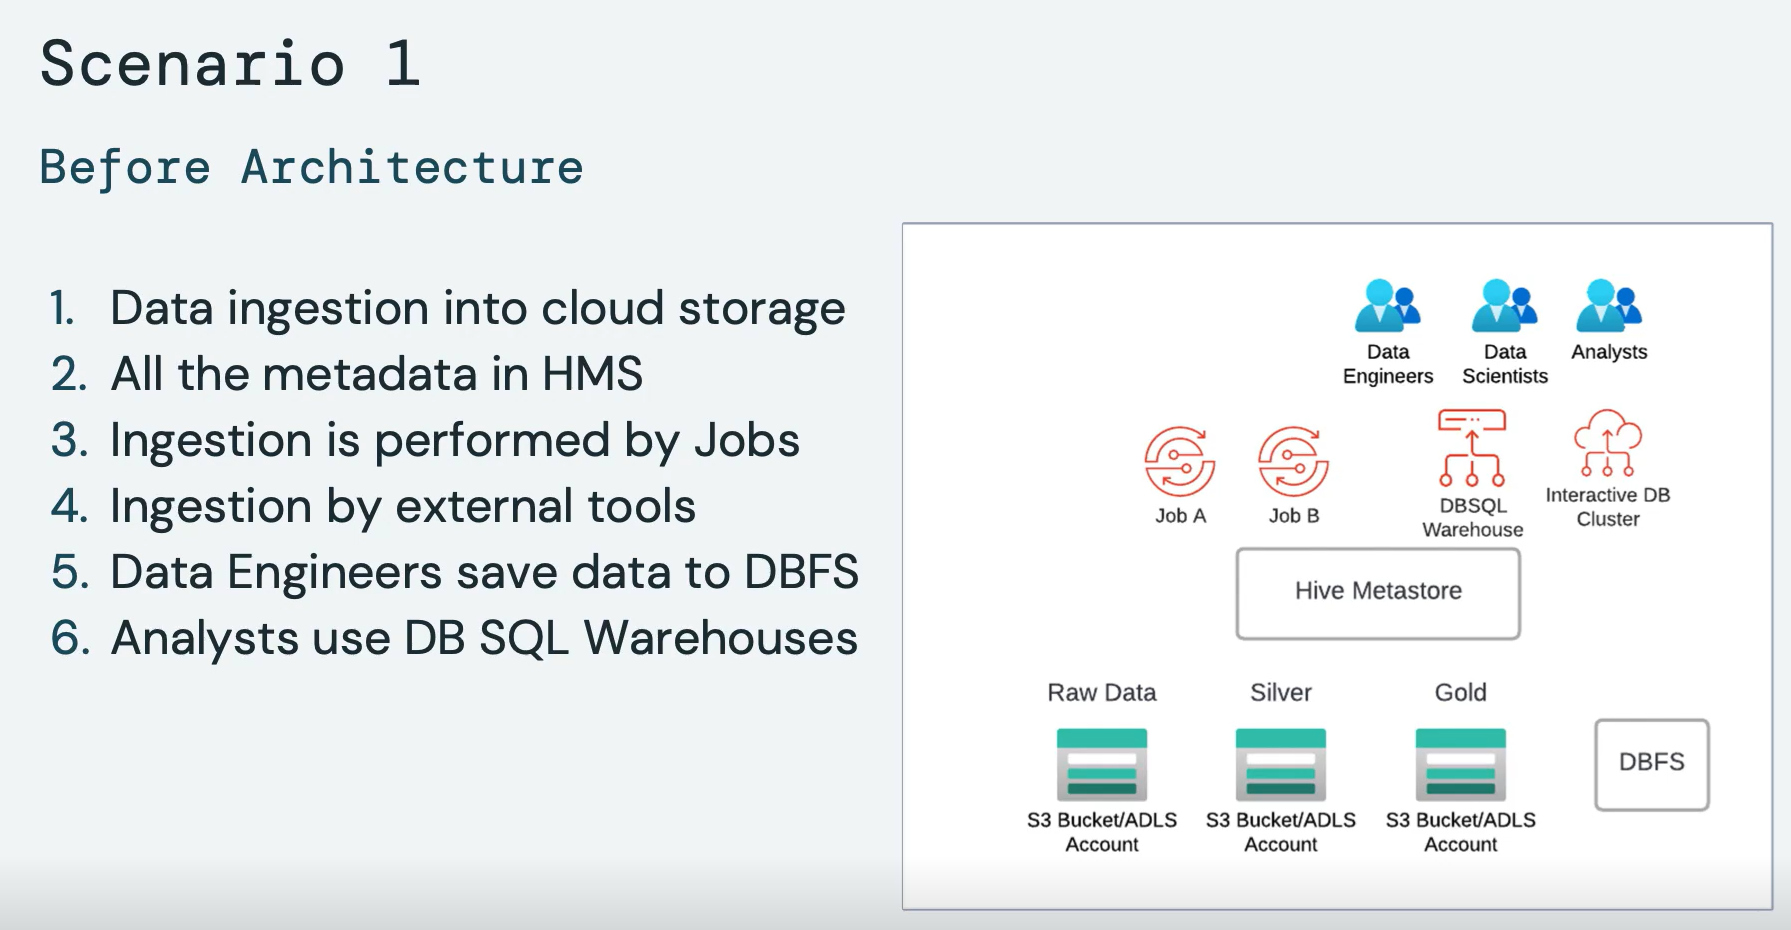 Scenario 1
Before Architecture
1. Data ingestion into cloud storage
2. All the metadata in HMS
3. Ingestion is performed by Jobs
4. Ingestion by external tools
5. Data Engineers save data to DBFS
6. Analysts use DB SQL Warehouses
Data
Engineers
Data
Scientists
Analysts
Job A
Job B
DBSQL
Warehouse
Interactive DB
Cluster
Hive Metastore
Raw Data
Silver
Gold
S3 Bucket/ADLS
Account
S3 Bucket/ADLS
Account
S3 Bucket/ADLS
Account
DBFS